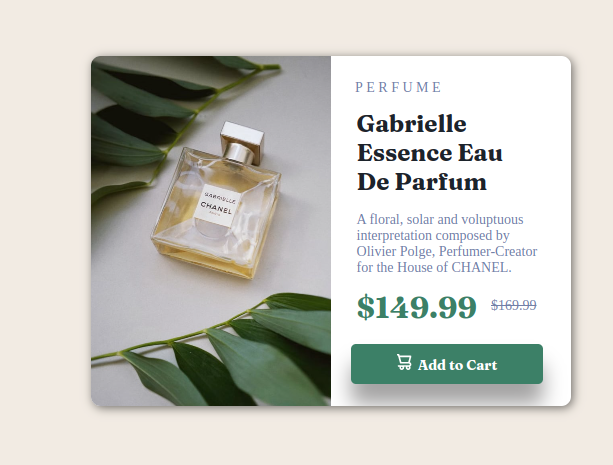 GABRIELLE
CHANEL
PARIS
PERFUME
Gabrielle
Essence Eau
De Parfum
A floral, solar and voluptuous
interpretation composed by
Olivier Polge, Perfumer-Creator
for the House of CHANEL.
$149.99 $169.99
Add to Cart